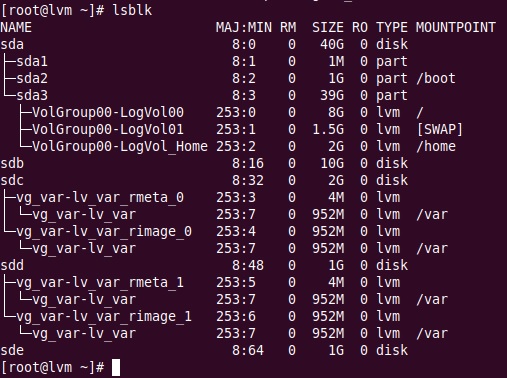 [root@lvm ~]# lsblk
NAME                       MAJ:MIN RM  SIZE RO TYPE MOUNTPOINT
sda                          8:0    0   40G  0 disk
├─sda1                       8:1    0    1M  0 part
├─sda2                       8:2    0    1G  0 part /boot
└─sda3                       8:3    0   39G  0 part
  ├─VolGroup00-LogVol00    253:0    0    8G  0 lvm  /
  ├─VolGroup00-LogVol01    253:1    0  1.5G  0 lvm  [SWAP]
  └─VolGroup00-LogVol_Home 253:2    0    2G  0 lvm  /home
sdb                          8:16   0   10G  0 disk
sdc                          8:32   0    2G  0 disk
├─vg_var-lv_var_rmeta_0    253:3    0    4M  0 lvm
│ └─vg_var-lv_var          253:7    0  952M  0 lvm  /var
└─vg_var-lv_var_rimage_0   253:4    0  952M  0 lvm
  └─vg_var-lv_var          253:7    0  952M  0 lvm  /var
sdd                          8:48   0    1G  0 disk
├─vg_var-lv_var_rmeta_1    253:5    0    4M  0 lvm
│ └─vg_var-lv_var          253:7    0  952M  0 lvm  /var
└─vg_var-lv_var_rimage_1   253:6    0  952M  0 lvm
  └─vg_var-lv_var          253:7    0  952M  0 lvm  /var
sde                          8:64   0    1G  0 disk
[root@lvm ~]#